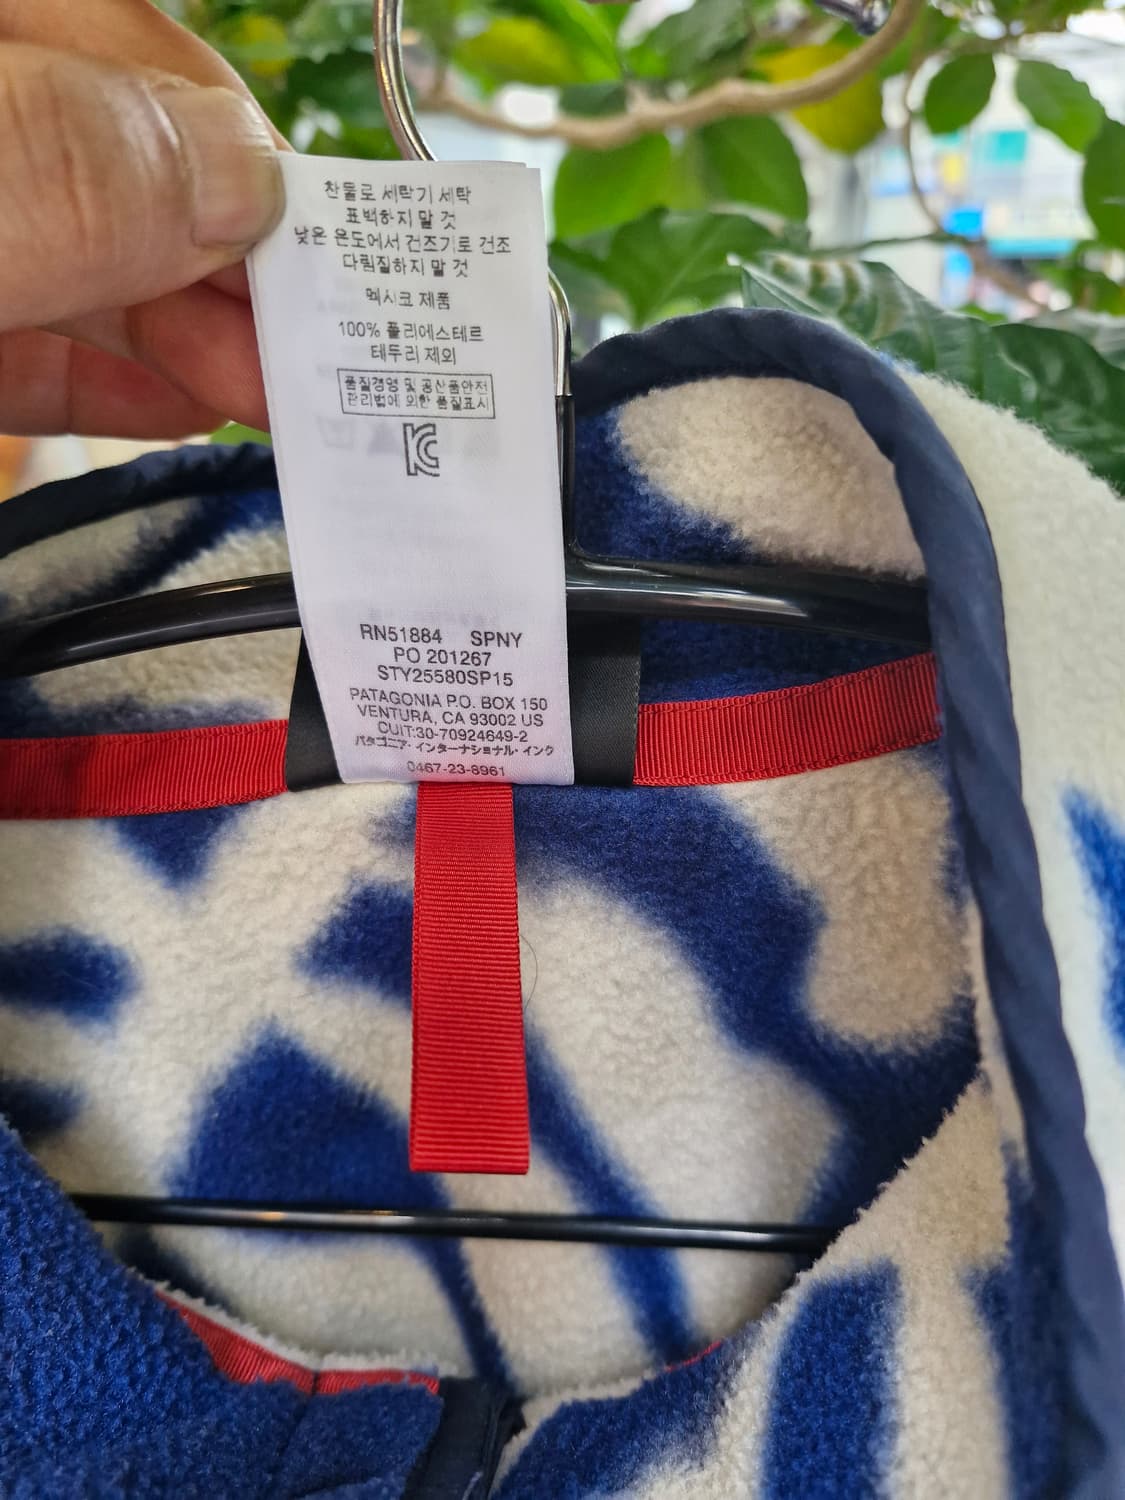 찬물로 세탁기 세탁
표백하지 말 것
낮은 온도에서 건조기로 건조
다림질하지 말 것
멕시코 제품
100% 폴리에스테르
테두리 제외
품질경영 및 공산품안전
관리법에 의한 품질표시
KC
RN51884 SPNY
PO 201267
STY25580SP15
PATAGONIA P.O. BOX 150
VENTURA, CA 93002 US
CUIT:30-70924649-2
パタゴニア・インターナショナル・インク
0467-23-8961